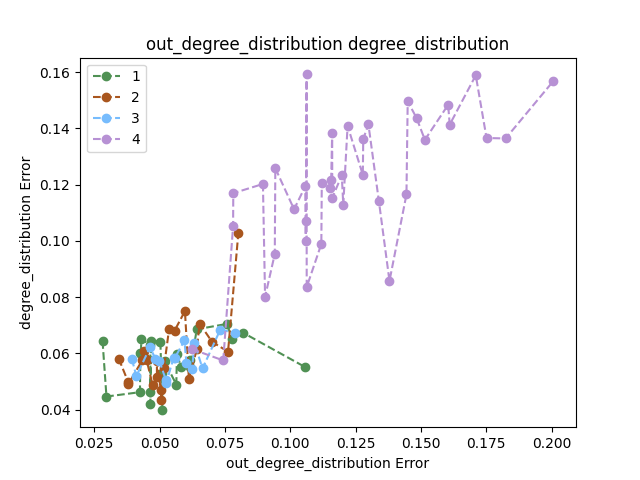 out_degree_distribution degree_distribution
0.16
0.14
0.12
0.10
0.08
0.06
0.04
degree_distribution Error
1
2
3
4
0.025 0.050 0.075 0.100 0.125 0.150 0.175 0.200
out_degree_distribution Error